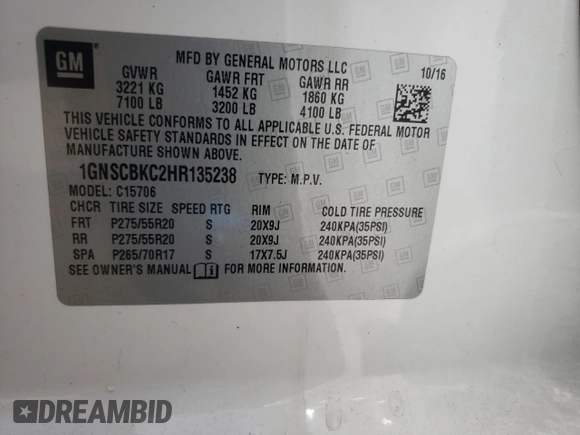 GM
MFD BY GENERAL MOTORS LLC
10/16
GVWR GAWR FRT GAWR RR
3221 KG 1452 KG 1860 KG
7100 LB 3200 LB 4100 LB
THIS VEHICLE CONFORMS TO ALL APPLICABLE U.S. FEDERAL MOTOR
VEHICLE SAFETY STANDARDS IN EFFECT ON THE DATE OF
MANUFACTURE SHOWN ABOVE.
1GNSCBKC2HR135238 TYPE: M.P.V.
MODEL: C15706
CHCR TIRE SIZE SPEED RTG RIM COLD TIRE PRESSURE
FRT P275/55R20 S 20X9J 240KPA(35PSI)
RR P275/55R20 S 20X9J 240KPA(35PSI)
SPA P265/70R17 S 17X7.5J 240KPA(35PSI)
SEE OWNER'S MANUAL FOR MORE INFORMATION.
DREAMBID